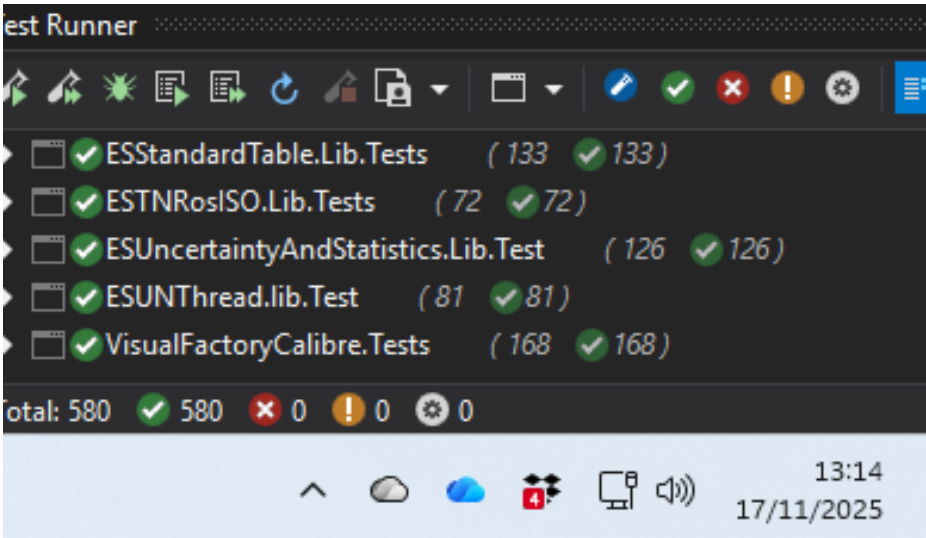 est Runner
ESStandardTable.Lib.Tests (133 133)
ESTNRosISO.Lib.Tests (72 72)
ESUncertaintyAndStatistics.Lib.Test (126 126)
ESUNThread.lib.Test (81 81)
VisualFactoryCalibre.Tests (168 168)
otal: 580 580 0 0 0
4
13:14
17/11/2025